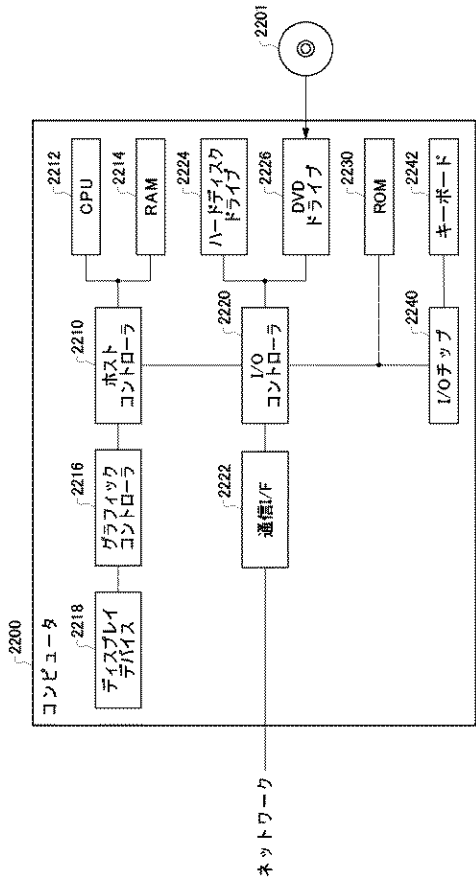 2200
コンピュータ
2218
ディスプレイ
デバイス
2216
グラフィック
コントローラ
2210
ホスト
コントローラ
2212
CPU
2214
RAM
2222
通信I/F
2220
I/O
コントローラ
2224
ハードディスク
ドライブ
2226
DVD
ドライブ
2201
2230
ROM
2240
I/Oチップ
2242
キーボード
ネットワーク